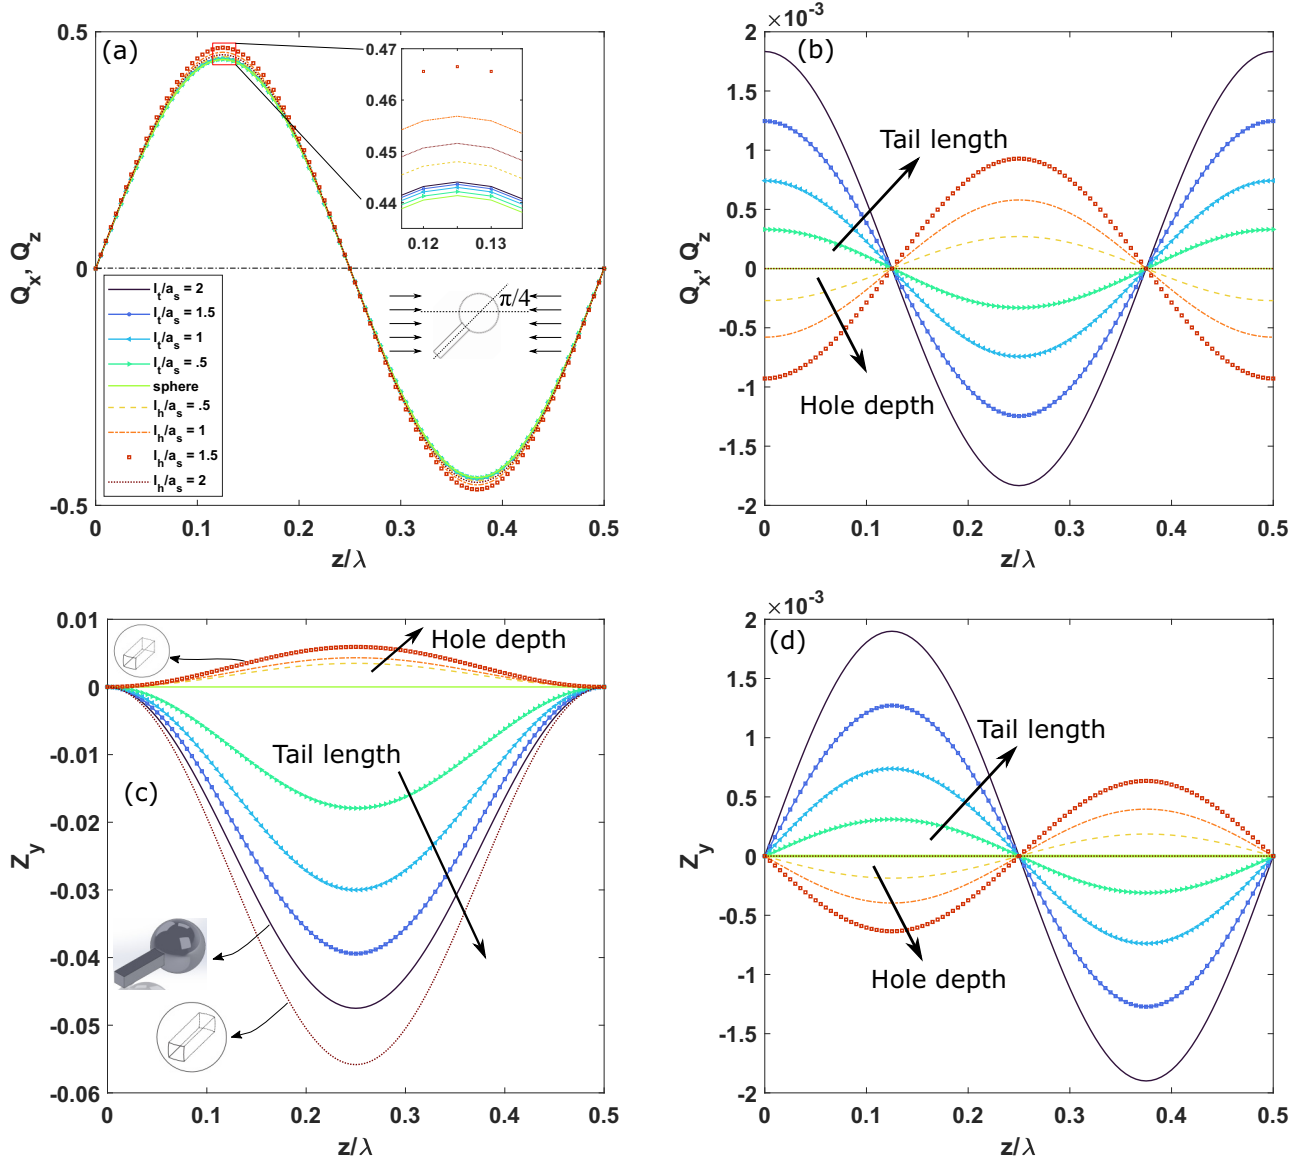 (a)
0.5
0
-0.5
Q_x, Q_z
0 0.1 0.2 0.3 0.4 0.5
z/λ
0.47
0.46
0.45
0.44
0.12 0.13
π/4
l_t/a_s = 2
l_t/a_s = 1.5
l_t/a_s = 1
l_t/a_s = .5
sphere
l_h/a_s = .5
l_h/a_s = 1
l_h/a_s = 1.5
l_h/a_s = 2
×10^-3
(b)
2
1.5
1
0.5
0
-0.5
-1
-1.5
-2
Q_x, Q_z
Tail length
Hole depth
0 0.1 0.2 0.3 0.4 0.5
z/λ
0.01
0
-0.01
-0.02
-0.03
-0.04
-0.05
-0.06
Z_y
Hole depth
Tail length
(c)
0 0.1 0.2 0.3 0.4 0.5
z/λ
×10^-3
(d)
2
1.5
1
0.5
0
-0.5
-1
-1.5
-2
Z_y
Tail length
Hole depth
0 0.1 0.2 0.3 0.4 0.5
z/λ